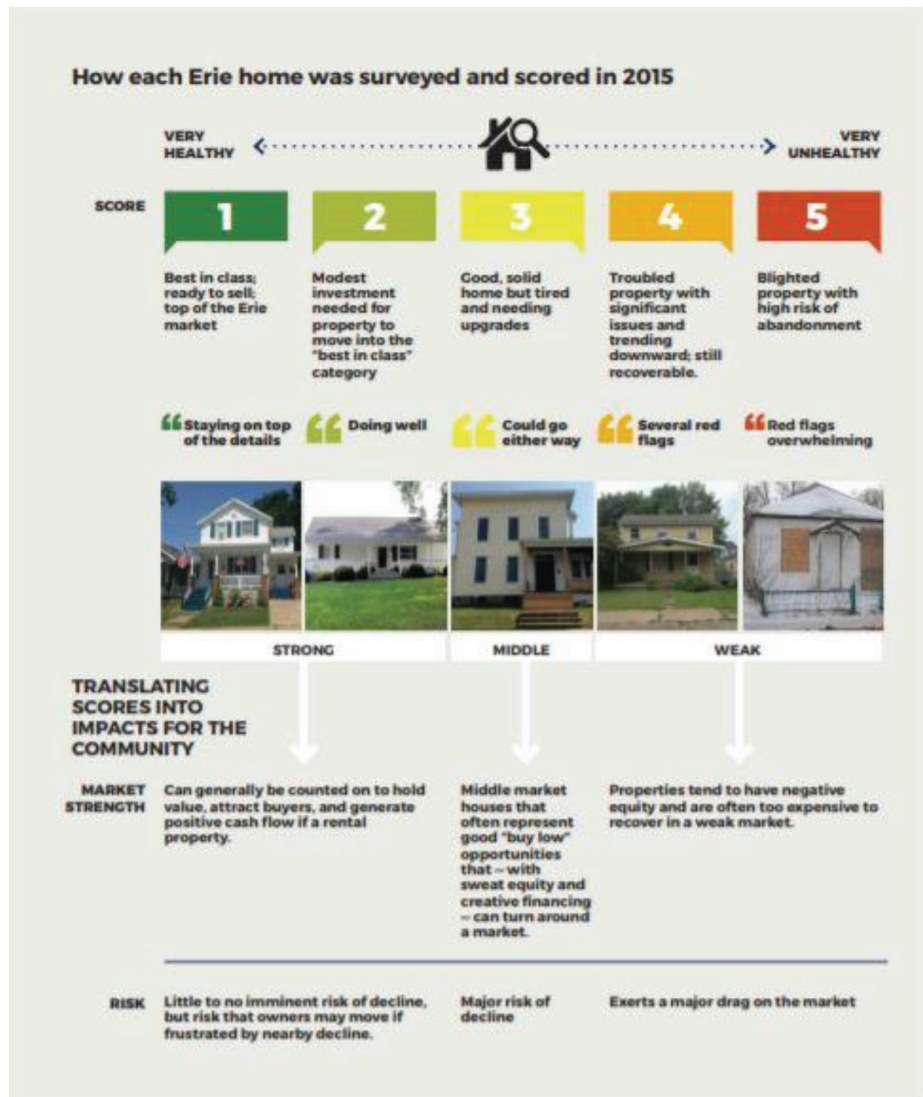 How each Erie home was surveyed and scored in 2015
VERY
HEALTHY
VERY
UNHEALTHY
SCORE
1
2
3
4
5
Best in class;
ready to sell;
top of the Erie
market
Modest
investment
needed for
property to
move into the
"best in class"
category
Good, solid
home but tired
and needing
upgrades
Troubled
property with
significant
issues and
trending
downward; still
recoverable.
Blighted
property with
high risk of
abandonment
“Staying on top
of the details
“Doing well
“Could go
either way
“Several red
flags
“Red flags
overwhelming
STRONG
MIDDLE
WEAK
TRANSLATING
SCORES INTO
IMPACTS FOR THE
COMMUNITY
MARKET
STRENGTH
Can generally be counted on to hold
value, attract buyers, and generate
positive cash flow if a rental
property.
Middle market
houses that
often represent
good "buy low"
opportunities
that – with
sweat equity and
creative financing
– can turn around
a market.
Properties tend to have negative
equity and are often too expensive to
recover in a weak market.
RISK
Little to no imminent risk of decline,
but risk that owners may move if
frustrated by nearby decline.
Major risk of
decline
Exerts a major drag on the market